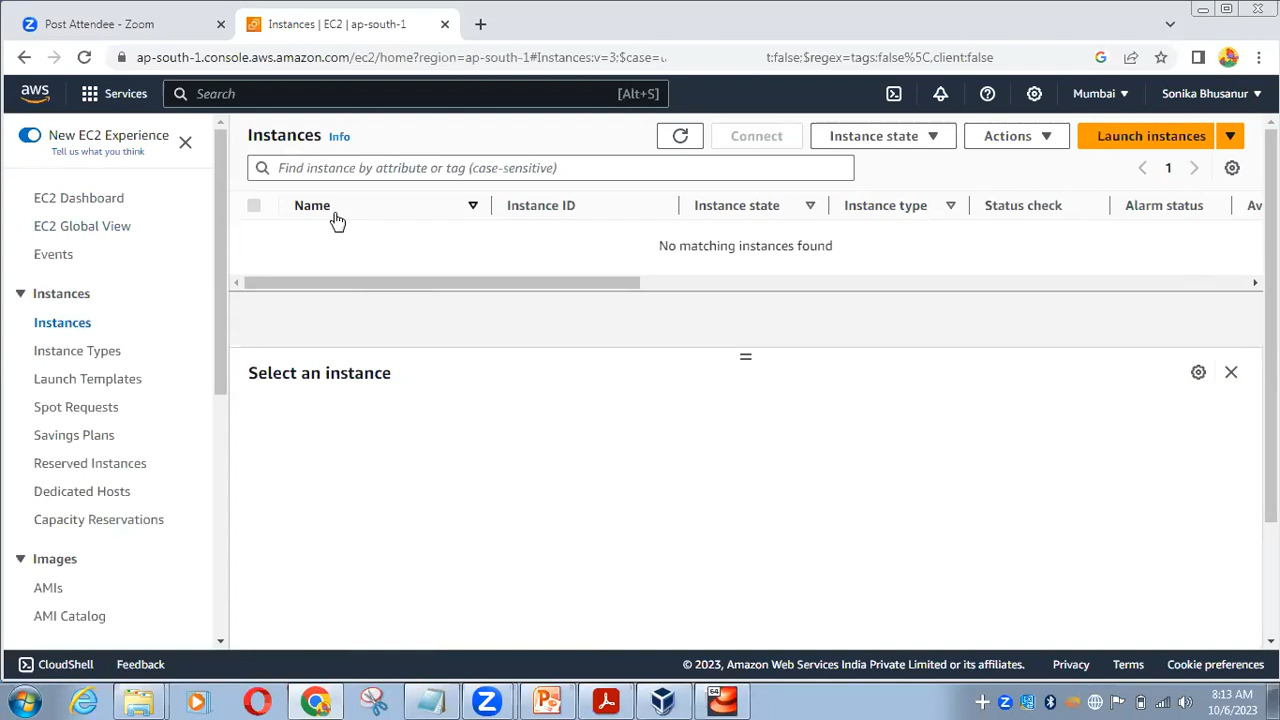 Post Attendee - Zoom
Instances | EC2 | ap-south-1
ap-south-1.console.aws.amazon.com/ec2/home?region=ap-south-1#Instances:v=3;$case= t:false;$regex=tags:false%5C,client:false
aws Services Search [Alt+S] Mumbai Sonika Bhusanur
New EC2 Experience
Tell us what you think
EC2 Dashboard
EC2 Global View
Events
Instances
Instances
Instance Types
Launch Templates
Spot Requests
Savings Plans
Reserved Instances
Dedicated Hosts
Capacity Reservations
Images
AMIs
AMI Catalog
Instances Info Connect Instance state Actions Launch instances
Find instance by attribute or tag (case-sensitive) 1
Name Instance ID Instance state Instance type Status check Alarm status Av
No matching instances found
Select an instance
CloudShell Feedback © 2023, Amazon Web Services India Private Limited or its affiliates. Privacy Terms Cookie preferences
64
8:13 AM
10/6/2023